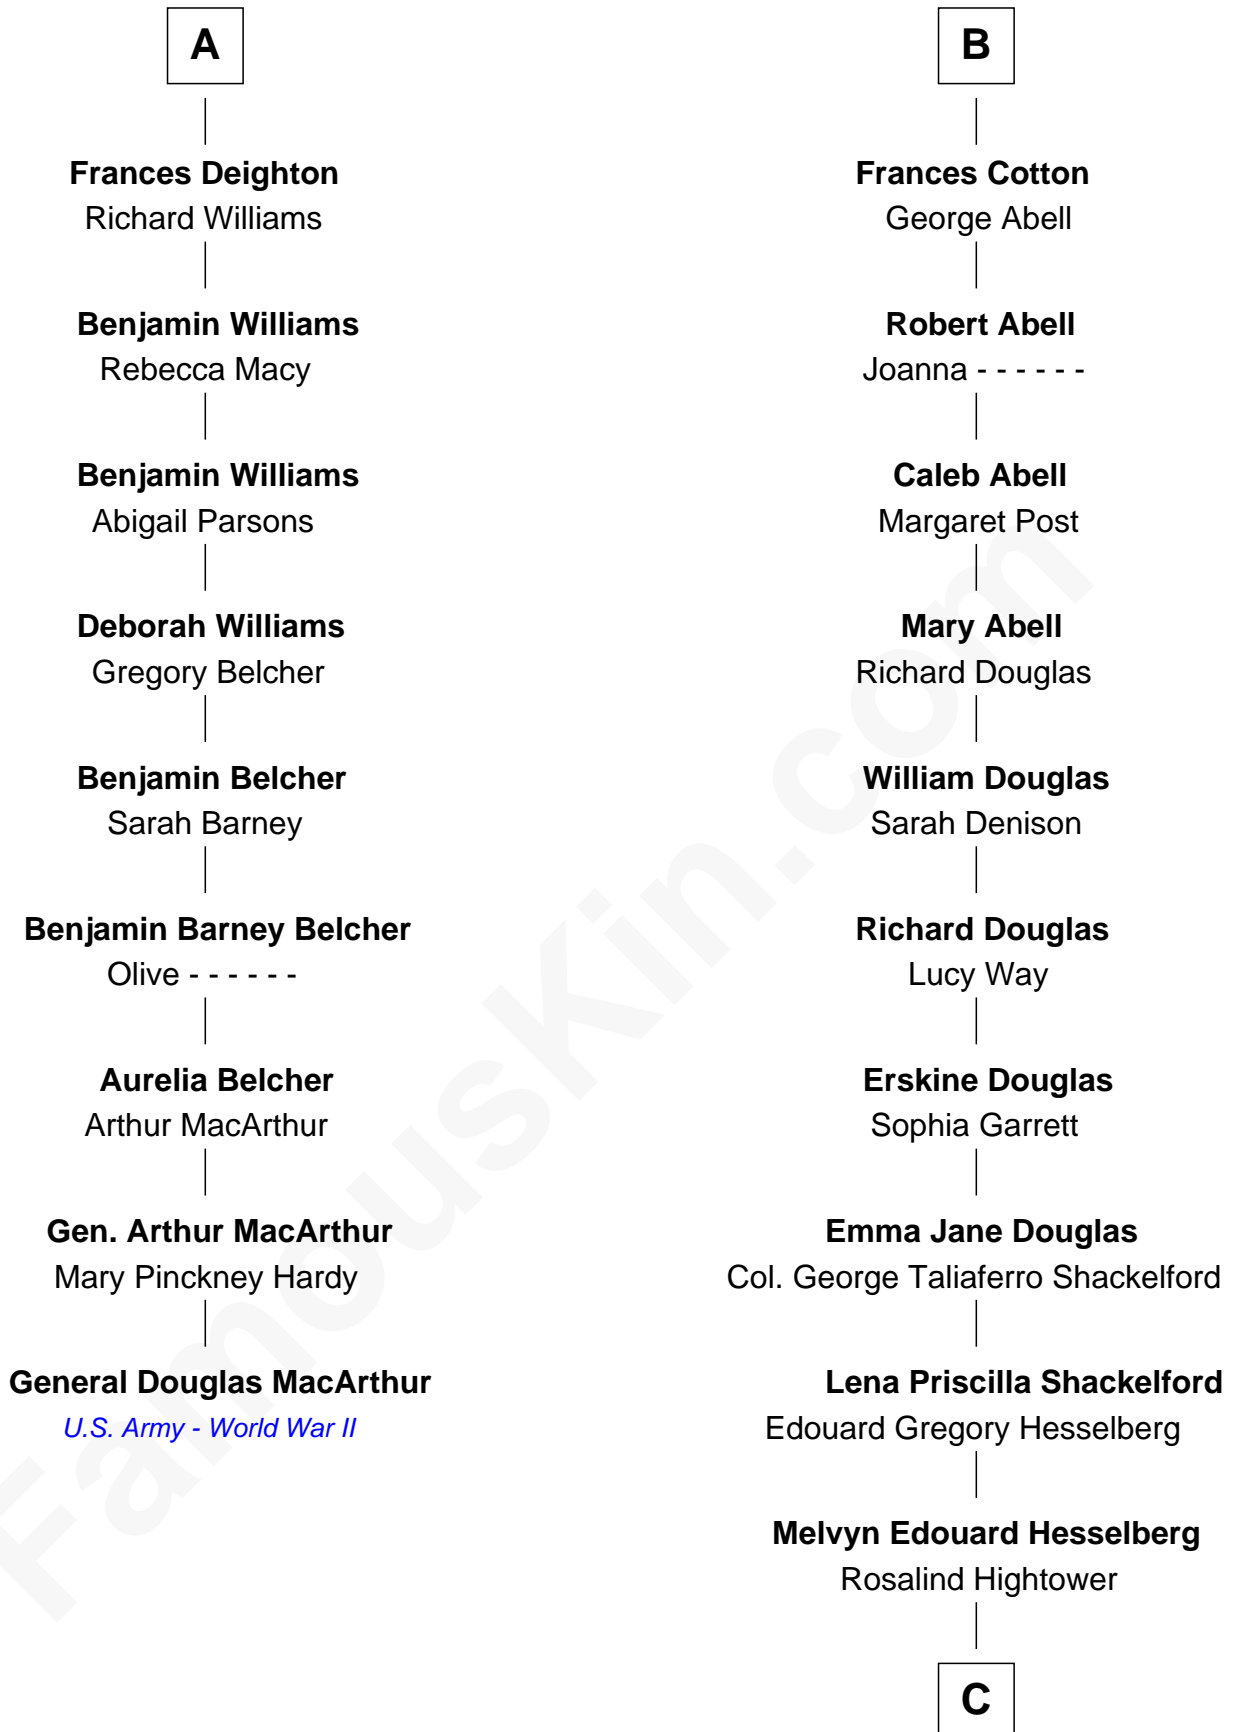 A
Frances Deighton
Richard Williams
Benjamin Williams
Rebecca Macy
Benjamin Williams
Abigail Parsons
Deborah Williams
Gregory Belcher
Benjamin Belcher
Sarah Barney
Benjamin Barney Belcher
Olive - - - - - -
Aurelia Belcher
Arthur MacArthur
Gen. Arthur MacArthur
Mary Pinckney Hardy
General Douglas MacArthur
U.S. Army - World War II
B
Frances Cotton
George Abell
Robert Abell
Joanna - - - - - -
Caleb Abell
Margaret Post
Mary Abell
Richard Douglas
William Douglas
Sarah Denison
Richard Douglas
Lucy Way
Erskine Douglas
Sophia Garrett
Emma Jane Douglas
Col. George Taliaferro Shackelford
Lena Priscilla Shackelford
Edouard Gregory Hesselberg
Melvyn Edouard Hesselberg
Rosalind Hightower
C
FamousKin.com